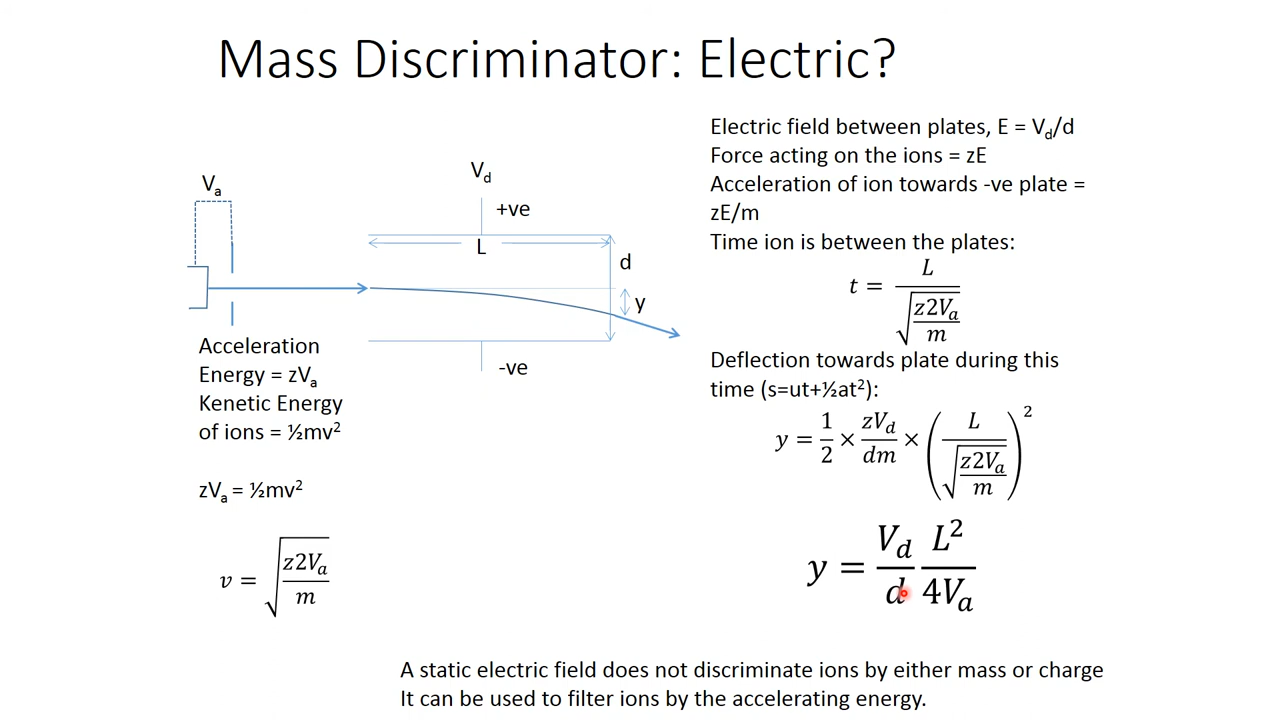 Mass Discriminator: Electric?
Va
Acceleration
Energy = zVa
Kenetic Energy
of ions = ½mv²
zVa = ½mv²
v = √(z2Va/m)
Vd
+ve
L
d
y
-ve
Electric field between plates, E = Vd/d
Force acting on the ions = zE
Acceleration of ion towards -ve plate =
zE/m
Time ion is between the plates:
t = L/√(z2Va/m)
Deflection towards plate during this
time (s=ut+½at²):
y = 1/2 × zVd/dm × (L/√(z2Va/m))²
y = Vd/d L²/4Va
A static electric field does not discriminate ions by either mass or charge
It can be used to filter ions by the accelerating energy.